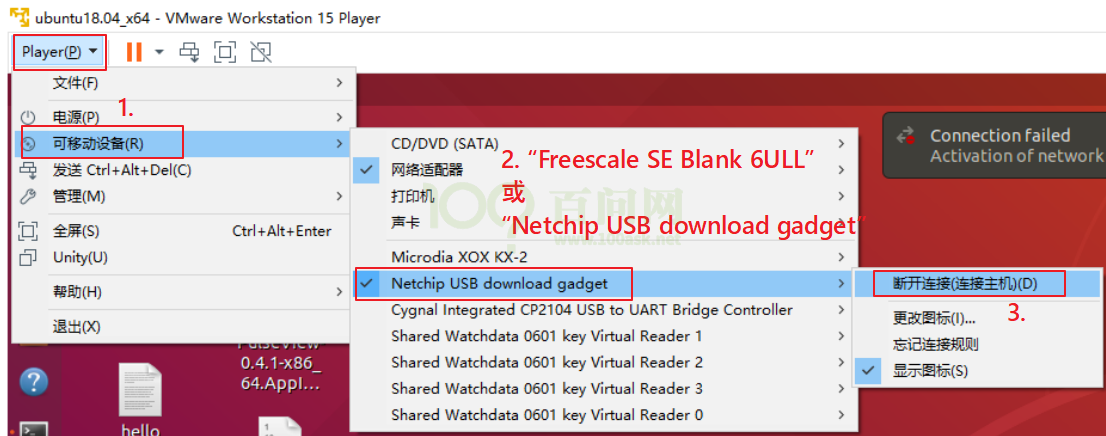 ubuntu18.04_x64 - VMware Workstation 15 Player
Player(P)
文件(F)
1.
电源(P)
可移动设备(R)
发送 Ctrl+Alt+Del(C)
管理(M)
全屏(S) Ctrl+Alt+Enter
Unity(U)
帮助(H)
退出(X)
CD/DVD (SATA)
网络适配器
打印机
声卡
2. “Freescale SE Blank 6ULL”
或
“Netchip USB download gadget”
100 百问网
www.100ask.net
Microdia XOX KX-2
Netchip USB download gadget
Cygnal Integrated CP2104 USB to UART Bridge Controller
Shared Watchdata 0601 key Virtual Reader 1
Shared Watchdata 0601 key Virtual Reader 2
Shared Watchdata 0601 key Virtual Reader 3
Shared Watchdata 0601 key Virtual Reader 0
断开连接(连接主机)(D)
3.
更改图标(I)...
忘记连接规则
显示图标(S)
Connection failed
Activation of network
PulseView-
0.4.1-x86_
64.AppI...
hello